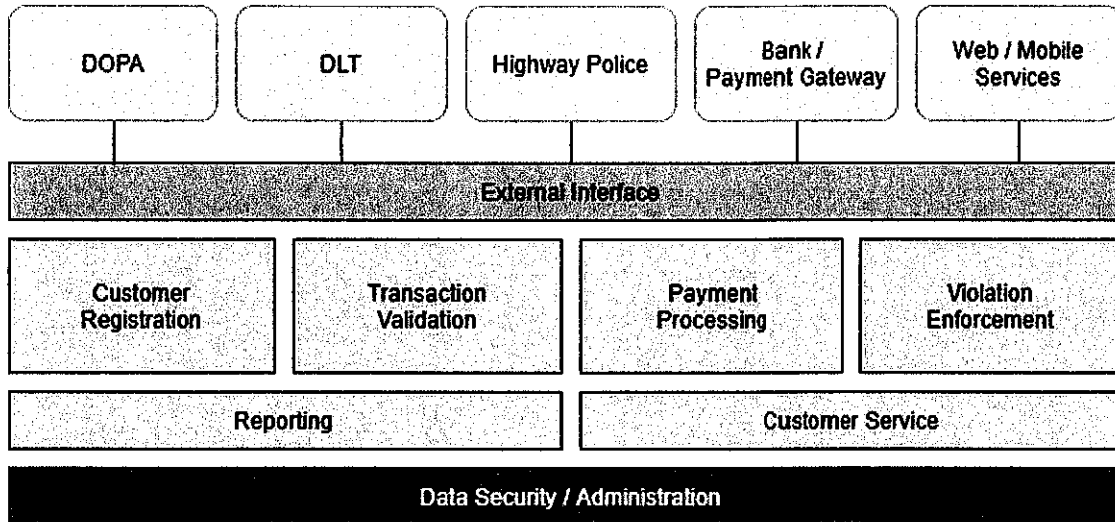 DOPA
DLT
Highway Police
Bank /
Payment Gateway
Web / Mobile
Services
External Interface
Customer
Registration
Transaction
Validation
Payment
Processing
Violation
Enforcement
Reporting
Customer Service
Data Security / Administration